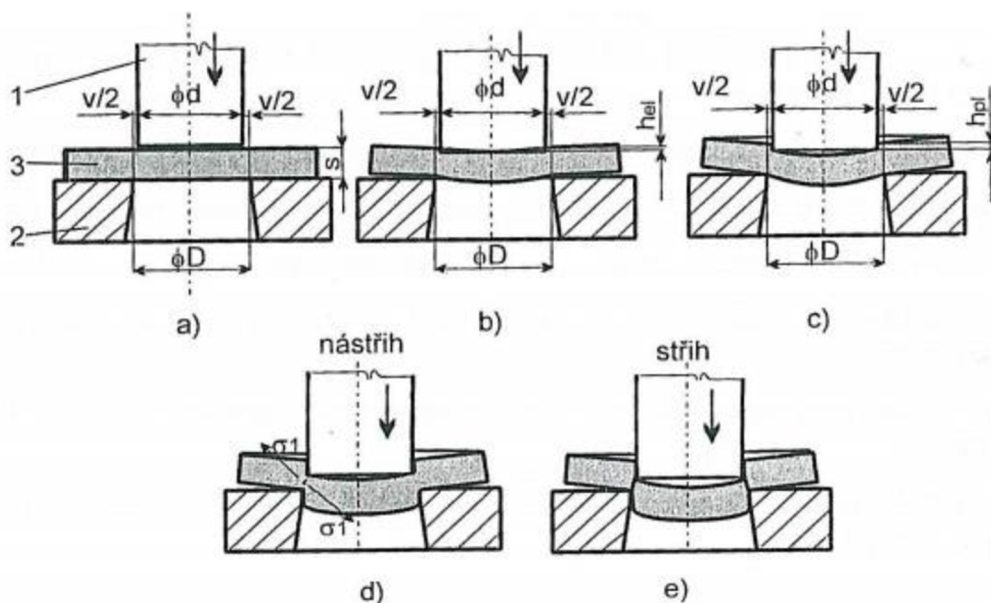 1
v/2
ϕd
v/2
3
s
2
ϕD
a)
v/2
ϕd
v/2
hel
ϕD
b)
v/2
ϕd
v/2
hpl
ϕD
c)
nástřih
σ1
σ1
d)
střih
e)